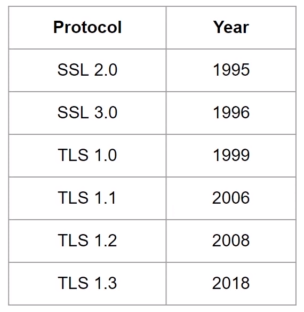 Protocol Year
SSL 2.0 1995
SSL 3.0 1996
TLS 1.0 1999
TLS 1.1 2006
TLS 1.2 2008
TLS 1.3 2018